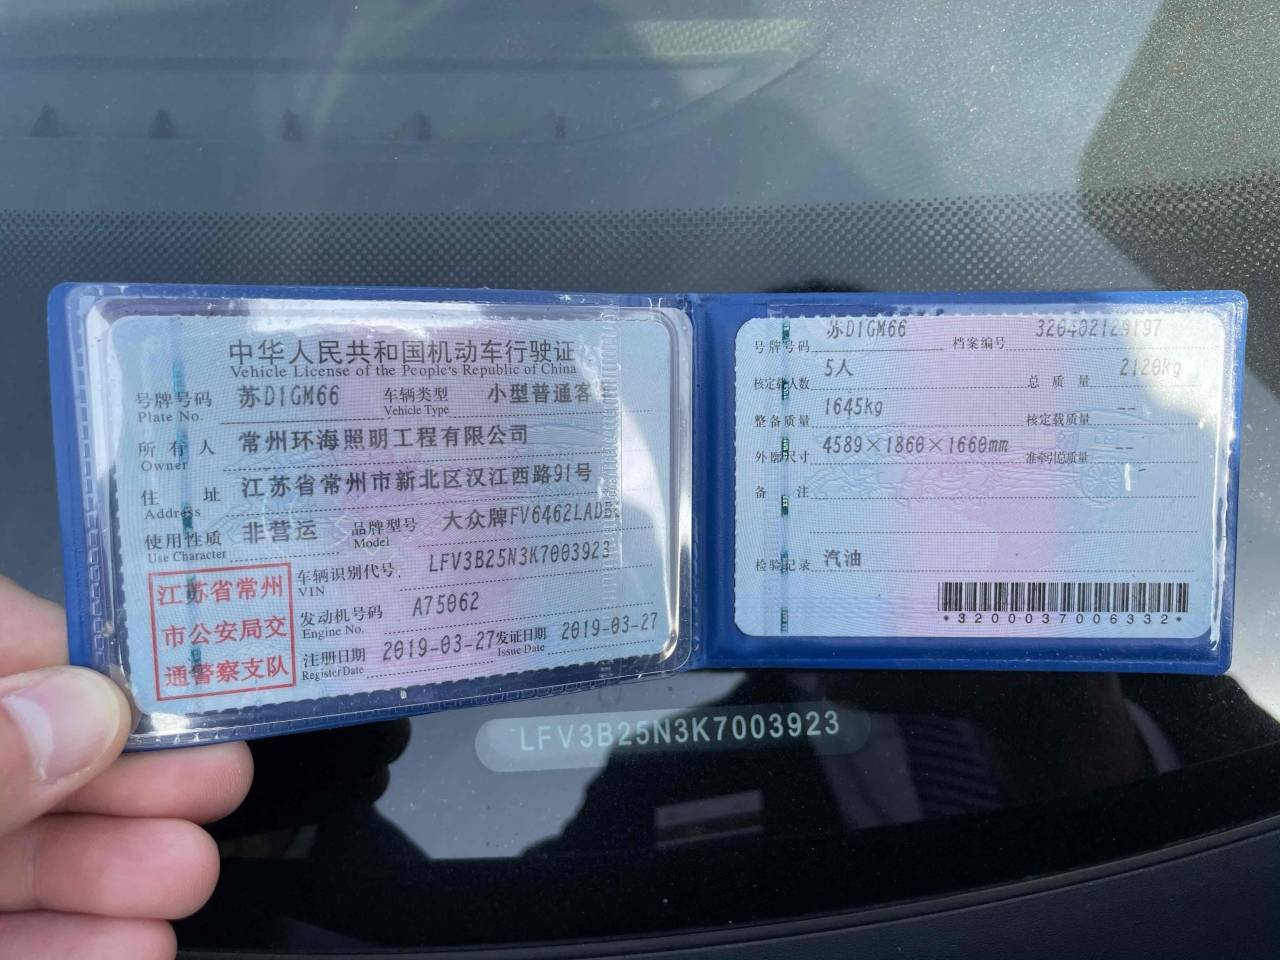 中华人民共和国机动车行驶证
Vehicle License of the People's Republic of China
号牌号码 苏D1GM66 车辆类型 小型普通客
Plate No. Vehicle Type
所有人 常州环海照明工程有限公司
Owner
住址 江苏省常州市新北区汉江西路91号
Address
使用性质 非营运 品牌型号 大众牌FV6462LADB
Use Character Model
车辆识别代号 LFV3B25N3K7003923
VIN
发动机号码 A75062
Engine No.
注册日期 2019-03-27 发证日期 2019-03-27
Register Date Issue Date
江苏省常州
市公安局交
通警察支队
号牌号码 苏D1GM66 档案编号 320402129197
核定载人数 5人 总质量 2120kg
整备质量 1645kg 核定载质量 --
外廓尺寸 4589×1860×1660mm 准牵引总质量 --
备注
检验记录 汽油
*3200037006332*
LFV3B25N3K7003923